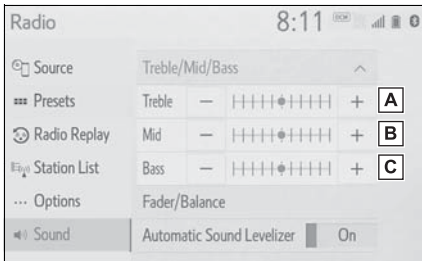 Radio 8:11 DCM
Source
Presets
Radio Replay
Station List
Options
Sound
Treble/Mid/Bass
Treble − + A
Mid − + B
Bass − + C
Fader/Balance
Automatic Sound Levelizer On